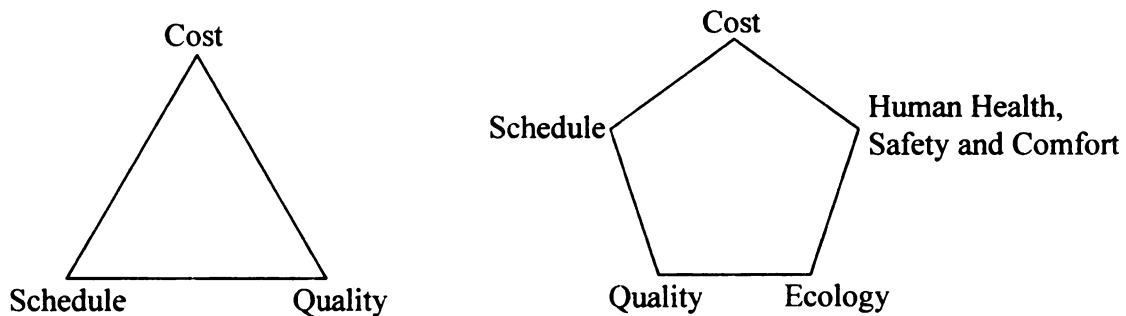 Cost
Schedule
Quality
Cost
Schedule
Human Health,
Safety and Comfort
Quality
Ecology